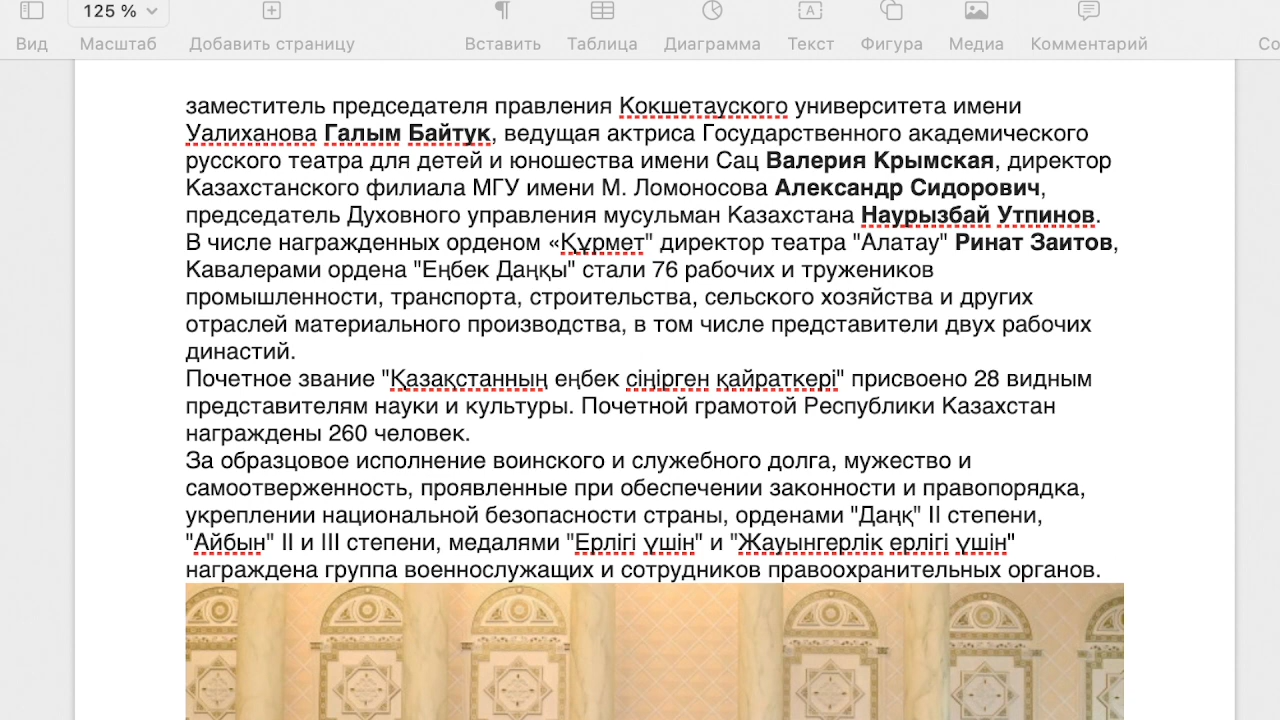 125 %
Вид Масштаб Добавить страницу Вставить Таблица Диаграмма Текст Фигура Медиа Комментарий
заместитель председателя правления Кокшетауского университета имени
Уалиханова Галым Байтук, ведущая актриса Государственного академического
русского театра для детей и юношества имени Сац Валерия Крымская, директор
Казахстанского филиала МГУ имени М. Ломоносова Александр Сидорович,
председатель Духовного управления мусульман Казахстана Наурызбай Утпинов.
В числе награжденных орденом «Құрмет" директор театра "Алатау" Ринат Заитов,
Кавалерами ордена "Еңбек Даңқы" стали 76 рабочих и тружеников
промышленности, транспорта, строительства, сельского хозяйства и других
отраслей материального производства, в том числе представители двух рабочих
династий.
Почетное звание "Қазақстанның еңбек сіңірген қайраткері" присвоено 28 видным
представителям науки и культуры. Почетной грамотой Республики Казахстан
награждены 260 человек.
За образцовое исполнение воинского и служебного долга, мужество и
самоотверженность, проявленные при обеспечении законности и правопорядка,
укреплении национальной безопасности страны, орденами "Даңқ" II степени,
"Айбын" II и III степени, медалями "Ерлігі үшін" и "Жауынгерлік ерлігі үшін"
награждена группа военнослужащих и сотрудников правоохранительных органов.